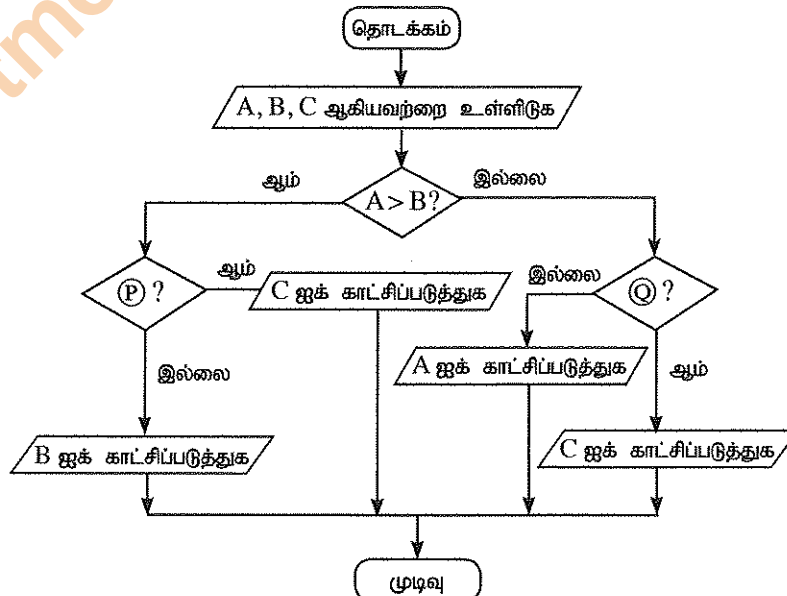 தொடக்கம்
A, B, C ஆகியவற்றை உள்ளிடுக
ஆம்
A > B?
இல்லை
P ?
ஆம்
C ஐக் காட்சிப்படுத்துக
இல்லை
Q ?
இல்லை
A ஐக் காட்சிப்படுத்துக
ஆம்
B ஐக் காட்சிப்படுத்துக
C ஐக் காட்சிப்படுத்துக
முடிவு